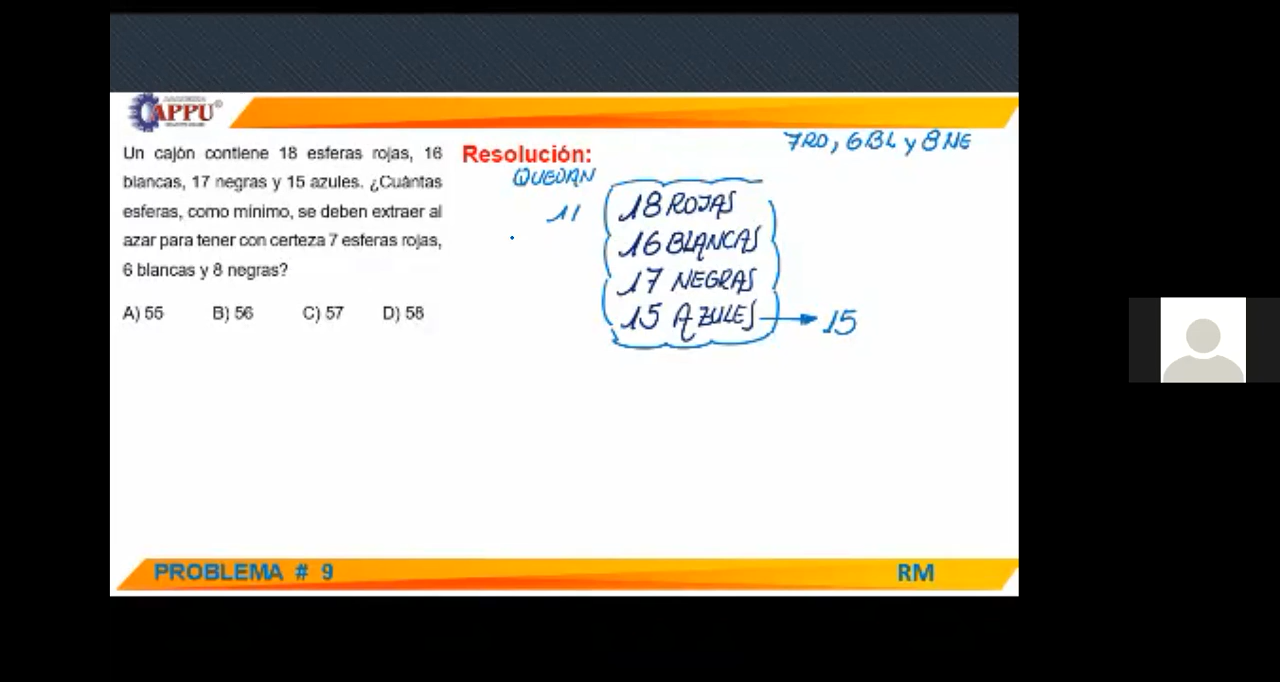 APPU
Un cajón contiene 18 esferas rojas, 16
blancas, 17 negras y 15 azules. ¿Cuántas
esferas, como mínimo, se deben extraer al
azar para tener con certeza 7 esferas rojas,
6 blancas y 8 negras?
A) 55 B) 56 C) 57 D) 58
Resolución:
7RO, 6BL y 8 NE
QUEDAN
11
18 ROJAS
16 BLANCAS
17 NEGRAS
15 AZULES → 15
PROBLEMA # 9
RM